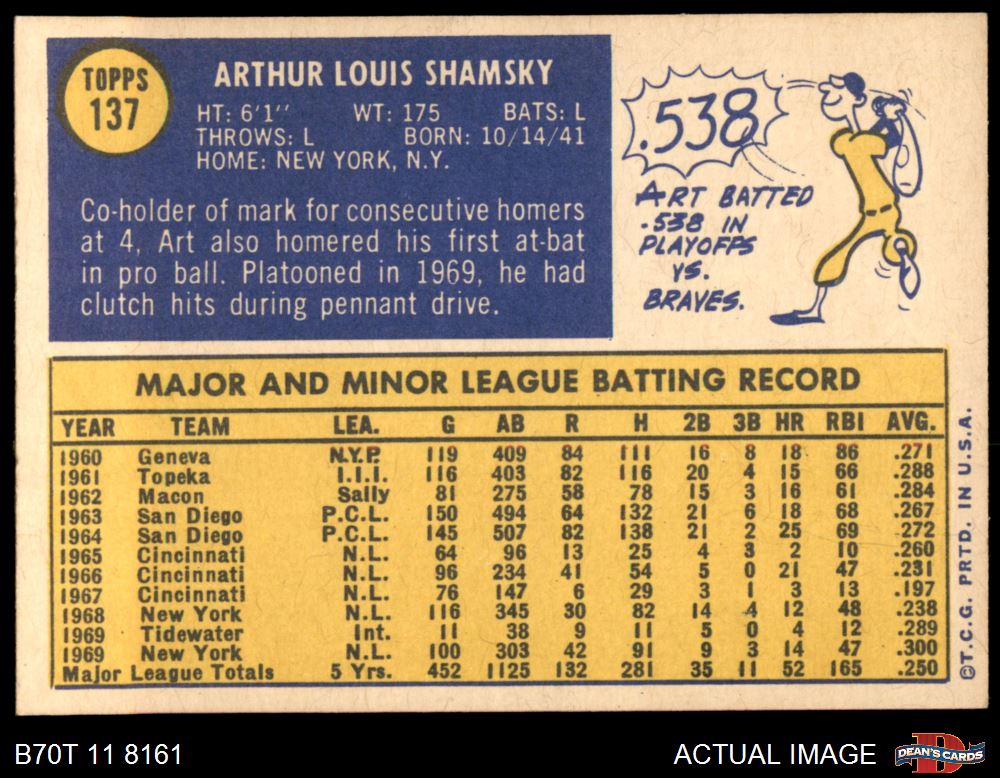 TOPPS
137
ARTHUR LOUIS SHAMSKY
HT: 6'1'' WT: 175 BATS: L
THROWS: L BORN: 10/14/41
HOME: NEW YORK, N.Y.
Co-holder of mark for consecutive homers
at 4, Art also homered his first at-bat
in pro ball. Platooned in 1969, he had
clutch hits during pennant drive.
.538
ART BATTED
.538 IN
PLAYOFFS
VS.
BRAVES.
MAJOR AND MINOR LEAGUE BATTING RECORD
YEAR TEAM LEA. G AB R H 2B 3B HR RBI AVG.
1960 Geneva N.Y.P. 119 409 84 111 16 8 18 86 .271
1961 Topeka I.I.I. 116 403 82 116 20 4 15 66 .288
1962 Macon Sally 81 275 58 78 15 3 16 61 .284
1963 San Diego P.C.L. 150 494 64 132 21 6 18 68 .267
1964 San Diego P.C.L. 145 507 82 138 21 2 25 69 .272
1965 Cincinnati N.L. 64 96 13 25 4 3 2 10 .260
1966 Cincinnati N.L. 96 234 41 54 5 0 21 47 .231
1967 Cincinnati N.L. 76 147 6 29 3 1 3 13 .197
1968 New York N.L. 116 345 30 82 14 4 12 48 .238
1969 Tidewater Int. 11 38 9 11 5 0 4 12 .289
1969 New York N.L. 100 303 42 91 9 3 14 47 .300
Major League Totals 5 Yrs. 452 1125 132 281 35 11 52 165 .250
©T.C.G. PRTD. IN U.S.A.
B70T 11 8161
ACTUAL IMAGE
DEAN'S CARDS